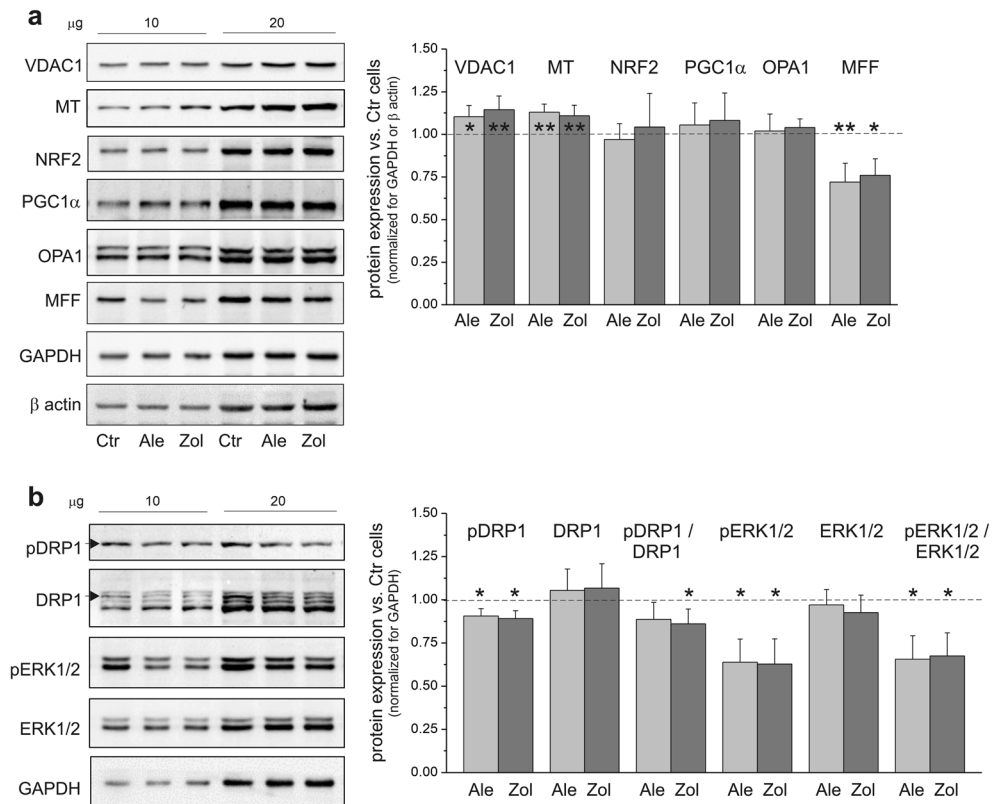 a
μg 10 20
VDAC1
MT
NRF2
PGC1α
OPA1
MFF
GAPDH
β actin
Ctr Ale Zol Ctr Ale Zol
protein expression vs. Ctr cells
(normalized for GAPDH or β actin)
1.50
1.25
1.00
0.75
0.50
0.25
0.00
VDAC1 MT NRF2 PGC1α OPA1 MFF
* ** ** ** ** *
Ale Zol Ale Zol Ale Zol Ale Zol Ale Zol Ale Zol
b
μg 10 20
pDRP1
DRP1
pERK1/2
ERK1/2
GAPDH
protein expression vs. Ctr cells
(normalized for GAPDH)
1.50
1.25
1.00
0.75
0.50
0.25
0.00
pDRP1 DRP1 pDRP1 / pERK1/2 ERK1/2 pERK1/2 /
DRP1 ERK1/2
* * * * * * *
Ale Zol Ale Zol Ale Zol Ale Zol Ale Zol Ale Zol